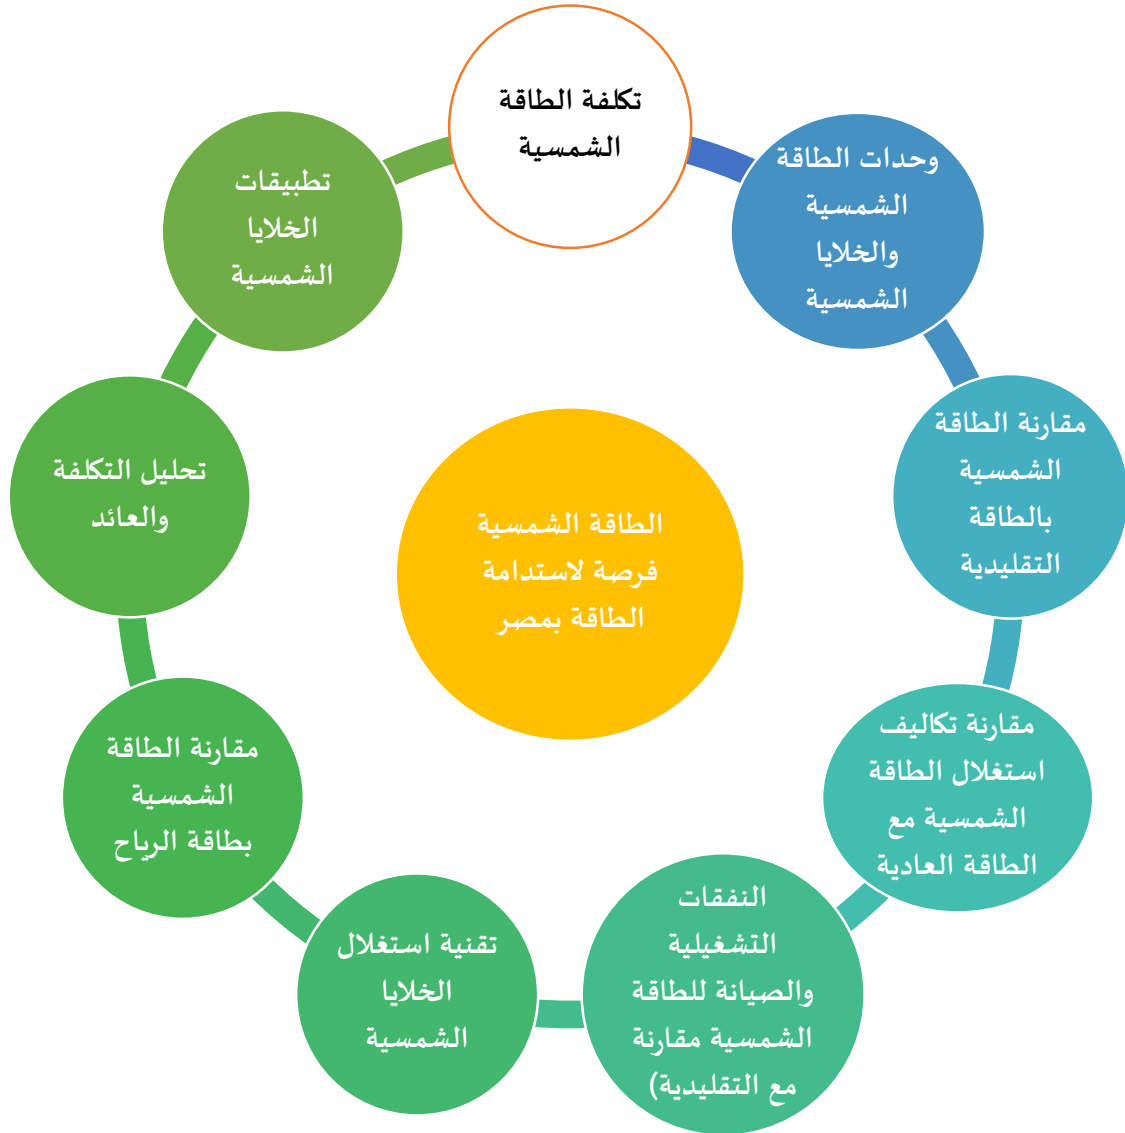 تكلفة الطاقة
الشمسية
وحدات الطاقة
الشمسية
والخلايا
الشمسية
مقارنة الطاقة
الشمسية
بالطاقة
التقليدية
مقارنة تكاليف
استغلال الطاقة
الشمسية مع
الطاقة العادية
النفقات
التشغيلية
والصيانة للطاقة
الشمسية مقارنة
مع التقليدية)
تقنية استغلال
الخلايا
الشمسية
مقارنة الطاقة
الشمسية
بطاقة الرياح
تحليل التكلفة
والعائد
تطبيقات
الخلايا
الشمسية
الطاقة الشمسية
فرصة لاستدامة
الطاقة بمصر